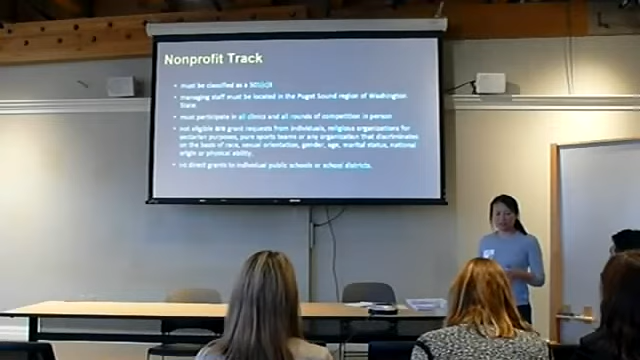 Nonprofit Track
• must be classified as a 501(c)3
• managing staff must be located in the Puget Sound region of Washington
State
• must participate in all clinics and all rounds of competition in person
• not eligible are grant requests from individuals, religious organizations for
sectarian purposes, pure sports teams or any organization that discriminates
on the basis of race, sexual orientation, gender, age, marital status, national
origin or physical ability.
• no direct grants to individual public schools or school districts.